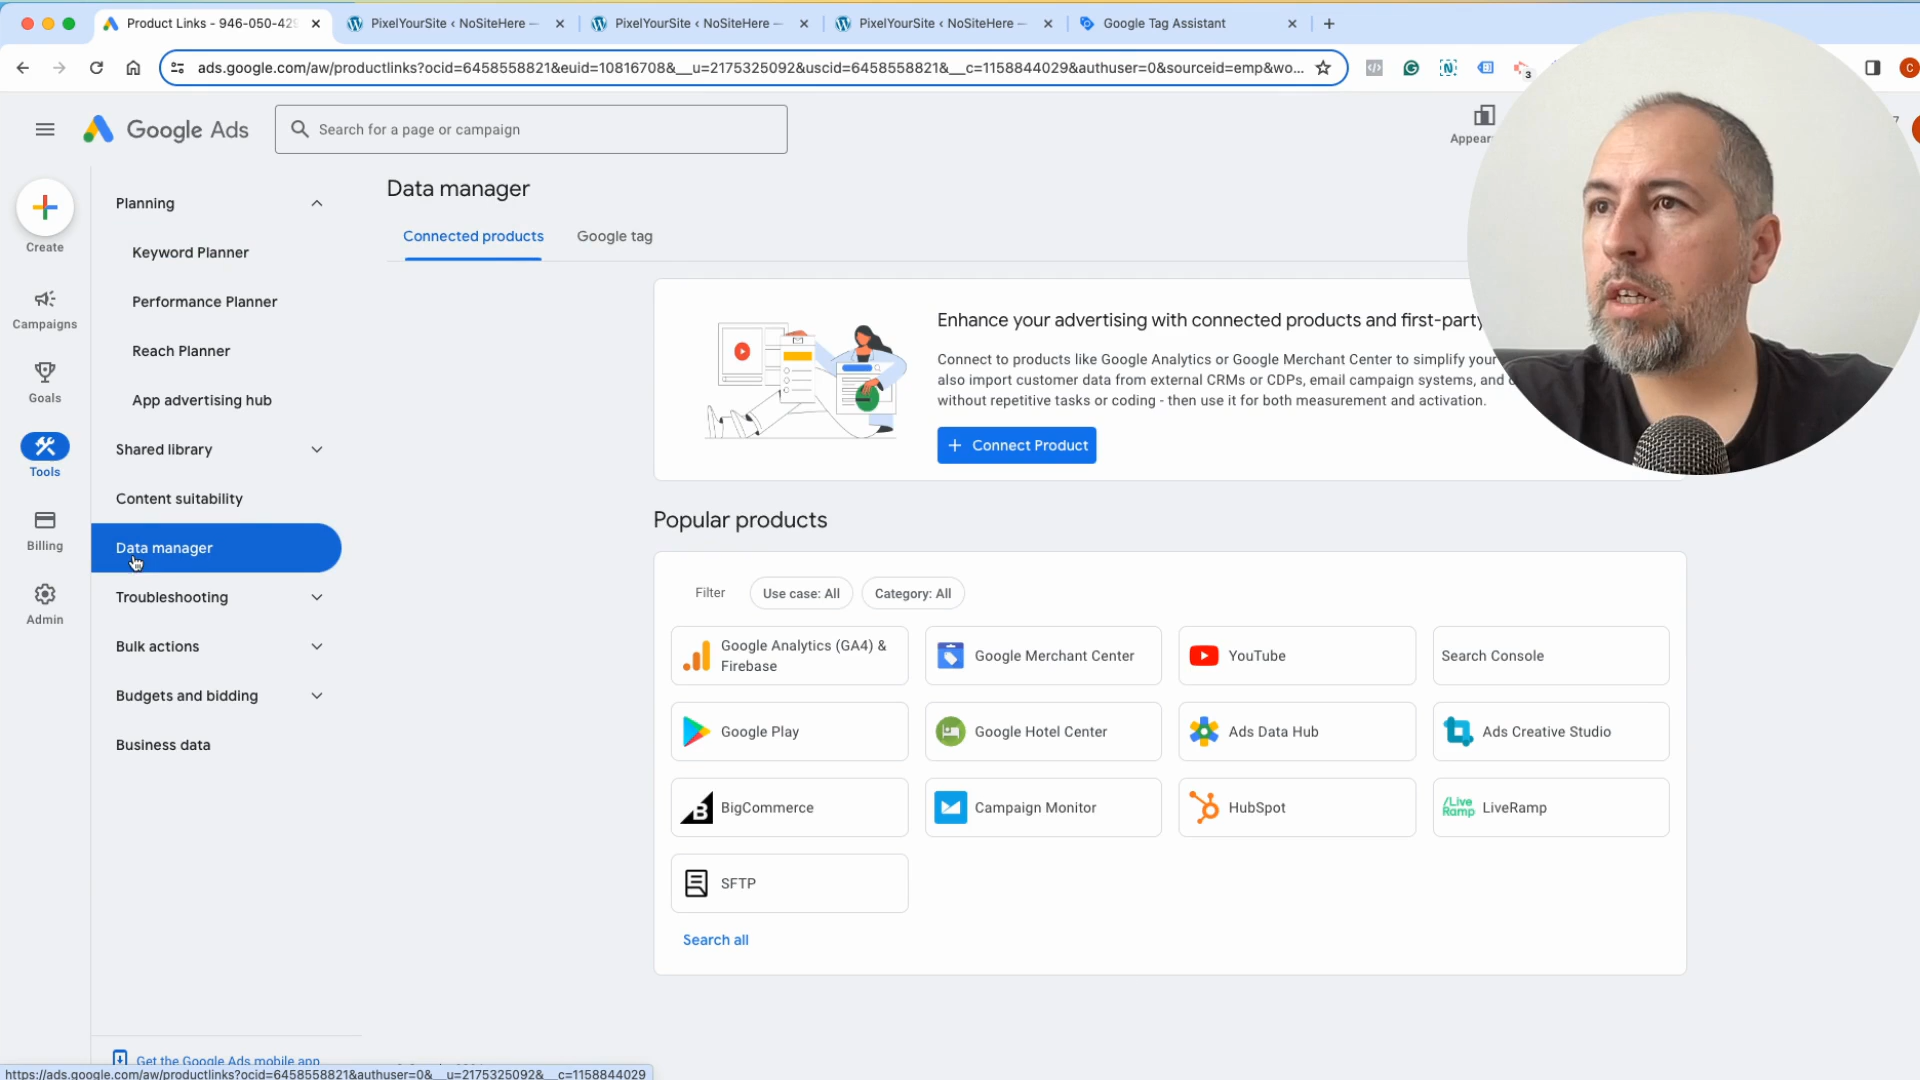 Product Links - 946-050-429
PixelYourSite ‹ NoSiteHere —
PixelYourSite ‹ NoSiteHere —
PixelYourSite ‹ NoSiteHere —
Google Tag Assistant
ads.google.com/aw/productlinks?ocid=6458558821&euid=10816708&__u=2175325092&uscid=6458558821&__c=1158844029&authuser=0&sourceid=emp&wo...
3
C
Google Ads
Search for a page or campaign
Appear
7
Create
Campaigns
Goals
Tools
Billing
Admin
Planning
Keyword Planner
Performance Planner
Reach Planner
App advertising hub
Shared library
Content suitability
Data manager
Troubleshooting
Bulk actions
Budgets and bidding
Business data
Get the Google Ads mobile app
Data manager
Connected products
Google tag
Enhance your advertising with connected products and first-party
Connect to products like Google Analytics or Google Merchant Center to simplify your
also import customer data from external CRMs or CDPs, email campaign systems, and
without repetitive tasks or coding - then use it for both measurement and activation.
+ Connect Product
Popular products
Filter
Use case: All
Category: All
Google Analytics (GA4) &
Firebase
Google Merchant Center
YouTube
Search Console
Google Play
Google Hotel Center
Ads Data Hub
Ads Creative Studio
BigCommerce
Campaign Monitor
HubSpot
/Live
Ramp
LiveRamp
SFTP
Search all
https://ads.google.com/aw/productlinks?ocid=6458558821&authuser=0&__u=2175325092&__c=1158844029